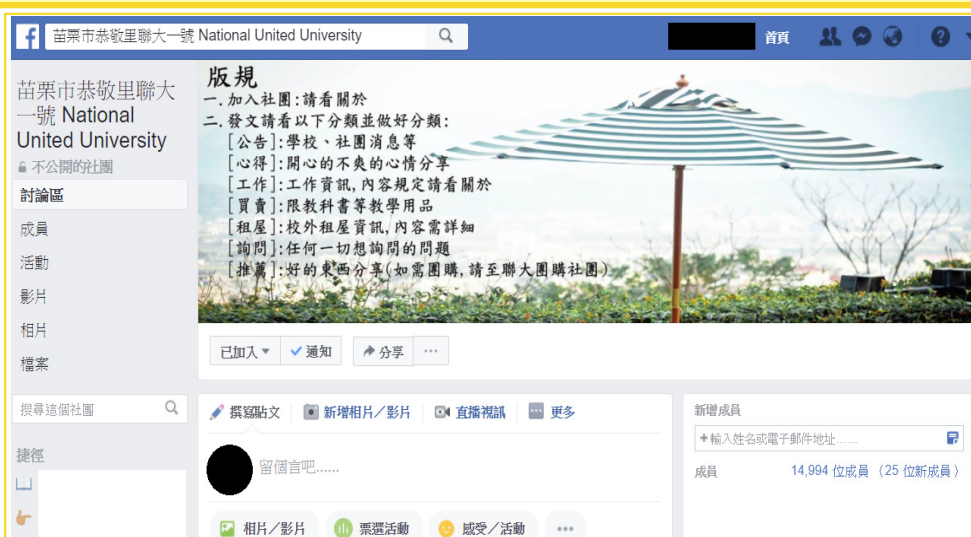 苗栗市恭敬里聯大一號 National United University
首頁
苗栗市恭敬里聯大
一號 National
United University
不公開的社團
討論區
成員
活動
影片
相片
檔案
搜尋這個社團
捷徑
版規
一.加入社團:請看關於
二.發文請看以下分類並做好分類:
[公告]:學校、社團消息等
[心得]:開心的不爽的心情分享
[工作]:工作資訊,內容規定請看關於
[買賣]:限教科書等教學用品
[租屋]:校外租屋資訊,內容需詳細
[詢問]:任何一切想詢問的問題
[推薦]:好的東西分享(如需團購,請至聯大團購社團)
已加入 通知 分享 ...
撰寫貼文 新增相片／影片 直播視訊 更多
留個言吧......
相片／影片 票選活動 感受／活動 ...
新增成員
+輸入姓名或電子郵件地址......
成員 14,994 位成員 （25 位新成員）